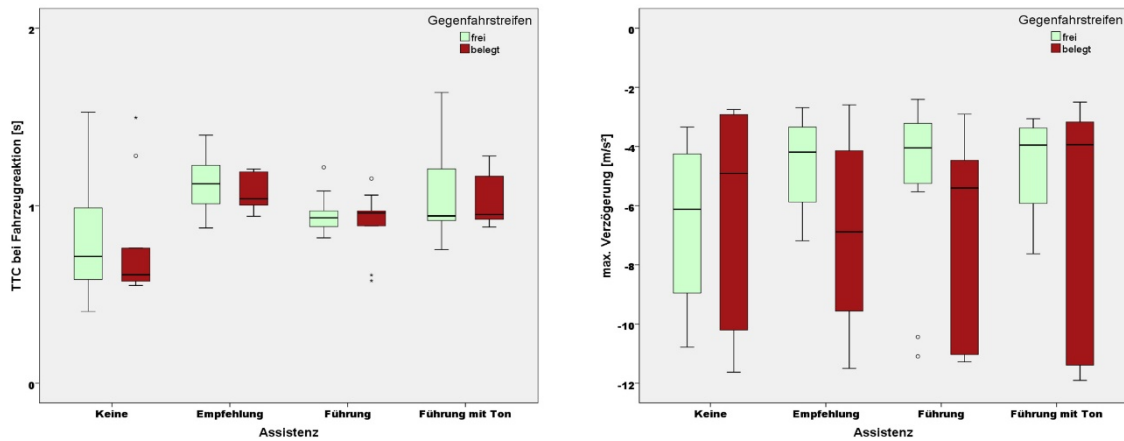 Gegenfahrstreifen
frei
belegt
TTC bei Fahrzeugreaktion [s]
2
1
0
Keine
Empfehlung
Führung
Führung mit Ton
Assistenz
Gegenfahrstreifen
frei
belegt
max. Verzögerung [m/s²]
0
-2
-4
-6
-8
-10
-12
Keine
Empfehlung
Führung
Führung mit Ton
Assistenz